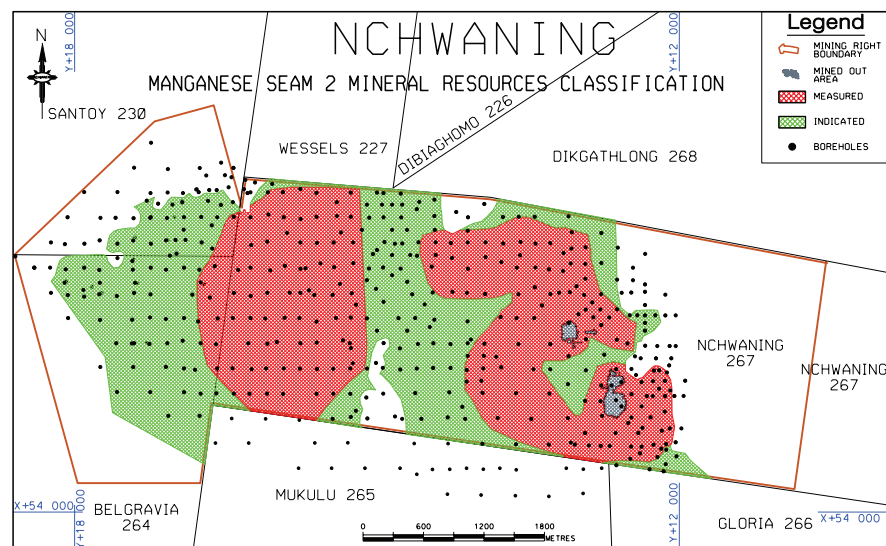 NCHWANING
MANGANESE SEAM 2 MINERAL RESOURCES CLASSIFICATION
N
Y+18 000
Y+12 000
Legend
MINING RIGHT
BOUNDARY
MINED OUT
AREA
MEASURED
INDICATED
BOREHOLES
SANTOY 230
WESSELS 227
DIBIAGHOMO 226
DIKGATHLONG 268
NCHWANING
267
NCHWANING
267
MUKULU 265
BELGRAVIA
264
GLORIA 266
X+54 000
Y+18 000
Y+12 000
X+54 000
0 600 1200 1800
METRES